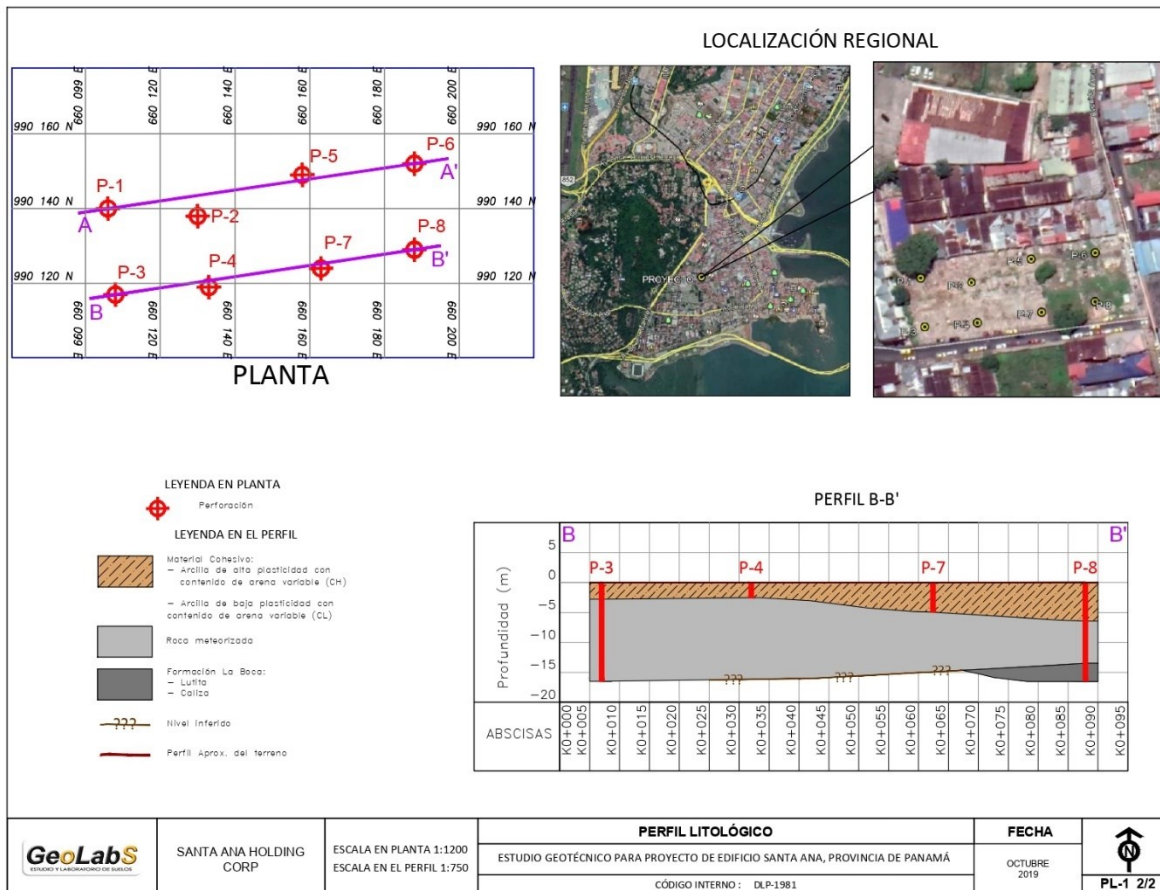 LOCALIZACIÓN REGIONAL
660 099 E
660 120 E
660 140 E
660 160 E
660 180 E
660 200 E
990 160 N
990 160 N
P-5
P-6
P-1
A'
990 140 N
P-2
990 140 N
A
P-8
P-7
P-4
B'
P-3
990 120 N
990 120 N
B
660 099 E
660 120 E
660 140 E
660 160 E
660 180 E
660 200 E
PLANTA
PROYECTO
P-5
P-6
P-1
P-2
P-8
P-7
P-4
P-3
LEYENDA EN PLANTA
Perforación
LEYENDA EN EL PERFIL
Material Cohesivo:
– Arcilla de alta plasticidad con
contenido de arena variable (CH)
– Arcilla de baja plasticidad con
contenido de arena variable (CL)
Roca meteorizada
Formación La Boca:
– Lutita
– Caliza
??? Nivel Inferido
Perfil Aprox. del terreno
PERFIL B-B'
B B'
P-3 P-4 P-7 P-8
Profundidad (m)
5
0
−5
−10
−15
−20
??? ??? ???
ABSCISAS
K0+000
K0+005
K0+010
K0+015
K0+020
K0+025
K0+030
K0+035
K0+040
K0+045
K0+050
K0+055
K0+060
K0+065
K0+070
K0+075
K0+080
K0+085
K0+090
K0+095
GeoLabS
ESTUDIO Y LABORATORIO DE SUELOS
SANTA ANA HOLDING
CORP
ESCALA EN PLANTA 1:1200
ESCALA EN EL PERFIL 1:750
PERFIL LITOLÓGICO
ESTUDIO GEOTÉCNICO PARA PROYECTO DE EDIFICIO SANTA ANA, PROVINCIA DE PANAMÁ
CÓDIGO INTERNO : DLP-1981
FECHA
OCTUBRE
2019
PL-1 2/2